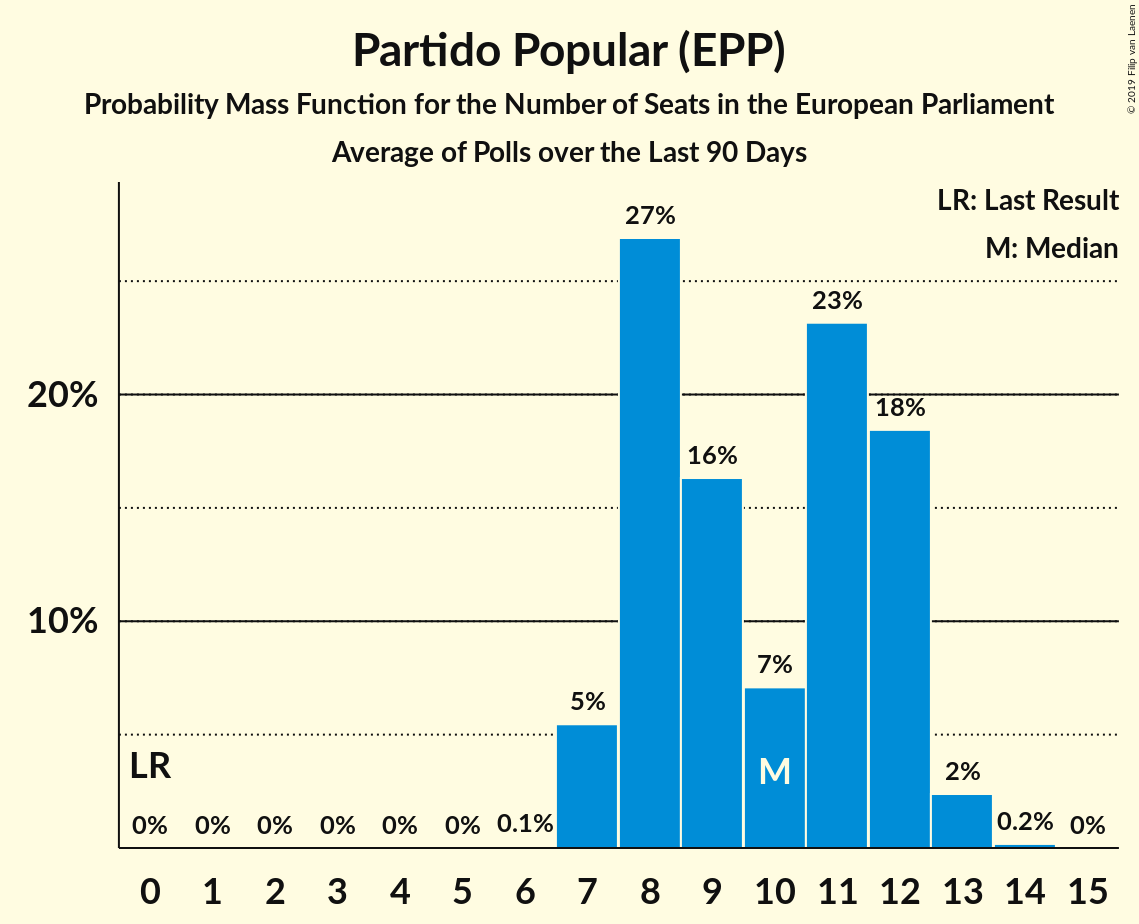 Partido Popular (EPP)
Probability Mass Function for the Number of Seats in the European Parliament
Average of Polls over the Last 90 Days
© 2019 Filip van Laenen
LR: Last Result
M: Median
20%
10%
LR
M
0% 0% 0% 0% 0% 0% 0.1% 5% 27% 16% 7% 23% 18% 2% 0.2% 0%
0 1 2 3 4 5 6 7 8 9 10 11 12 13 14 15